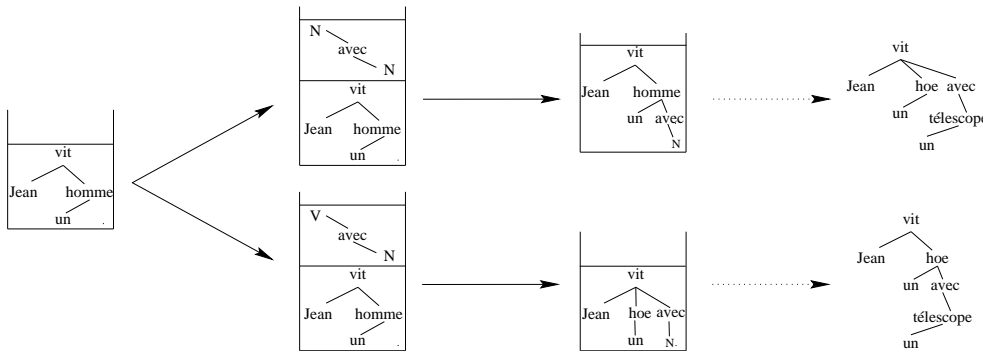 vit
Jean homme
un
N
avec
N
vit
Jean homme
un
vit
Jean homme
un avec
N
vit
Jean hoe avec
un télescope
un
V
avec
N
vit
Jean homme
un
vit
Jean hoe avec
un N
vit
Jean hoe
un avec
télescope
un